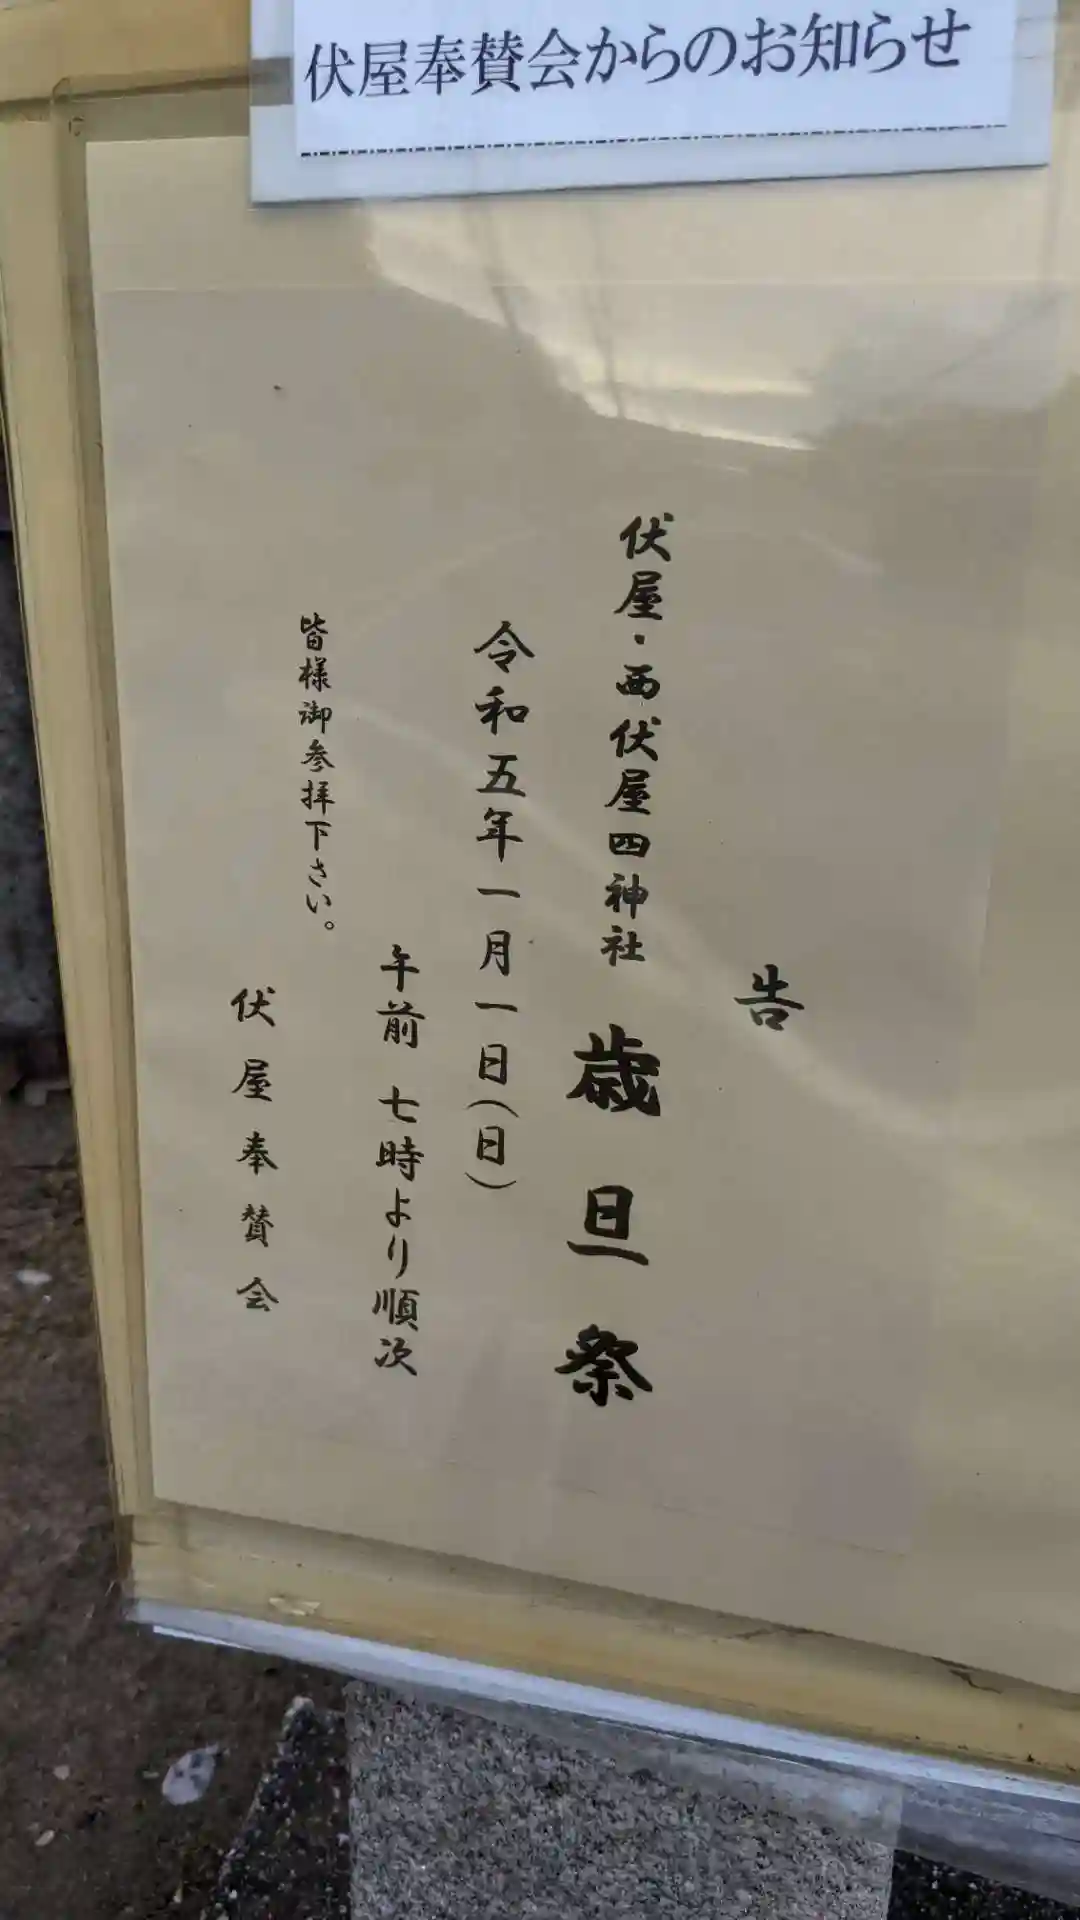 伏屋奉賛会からのお知らせ
告
伏屋・西伏屋四神社 歳旦祭
令和五年一月一日(日)
午前 七時より順次
皆様御参拝下さい。
伏屋奉賛会